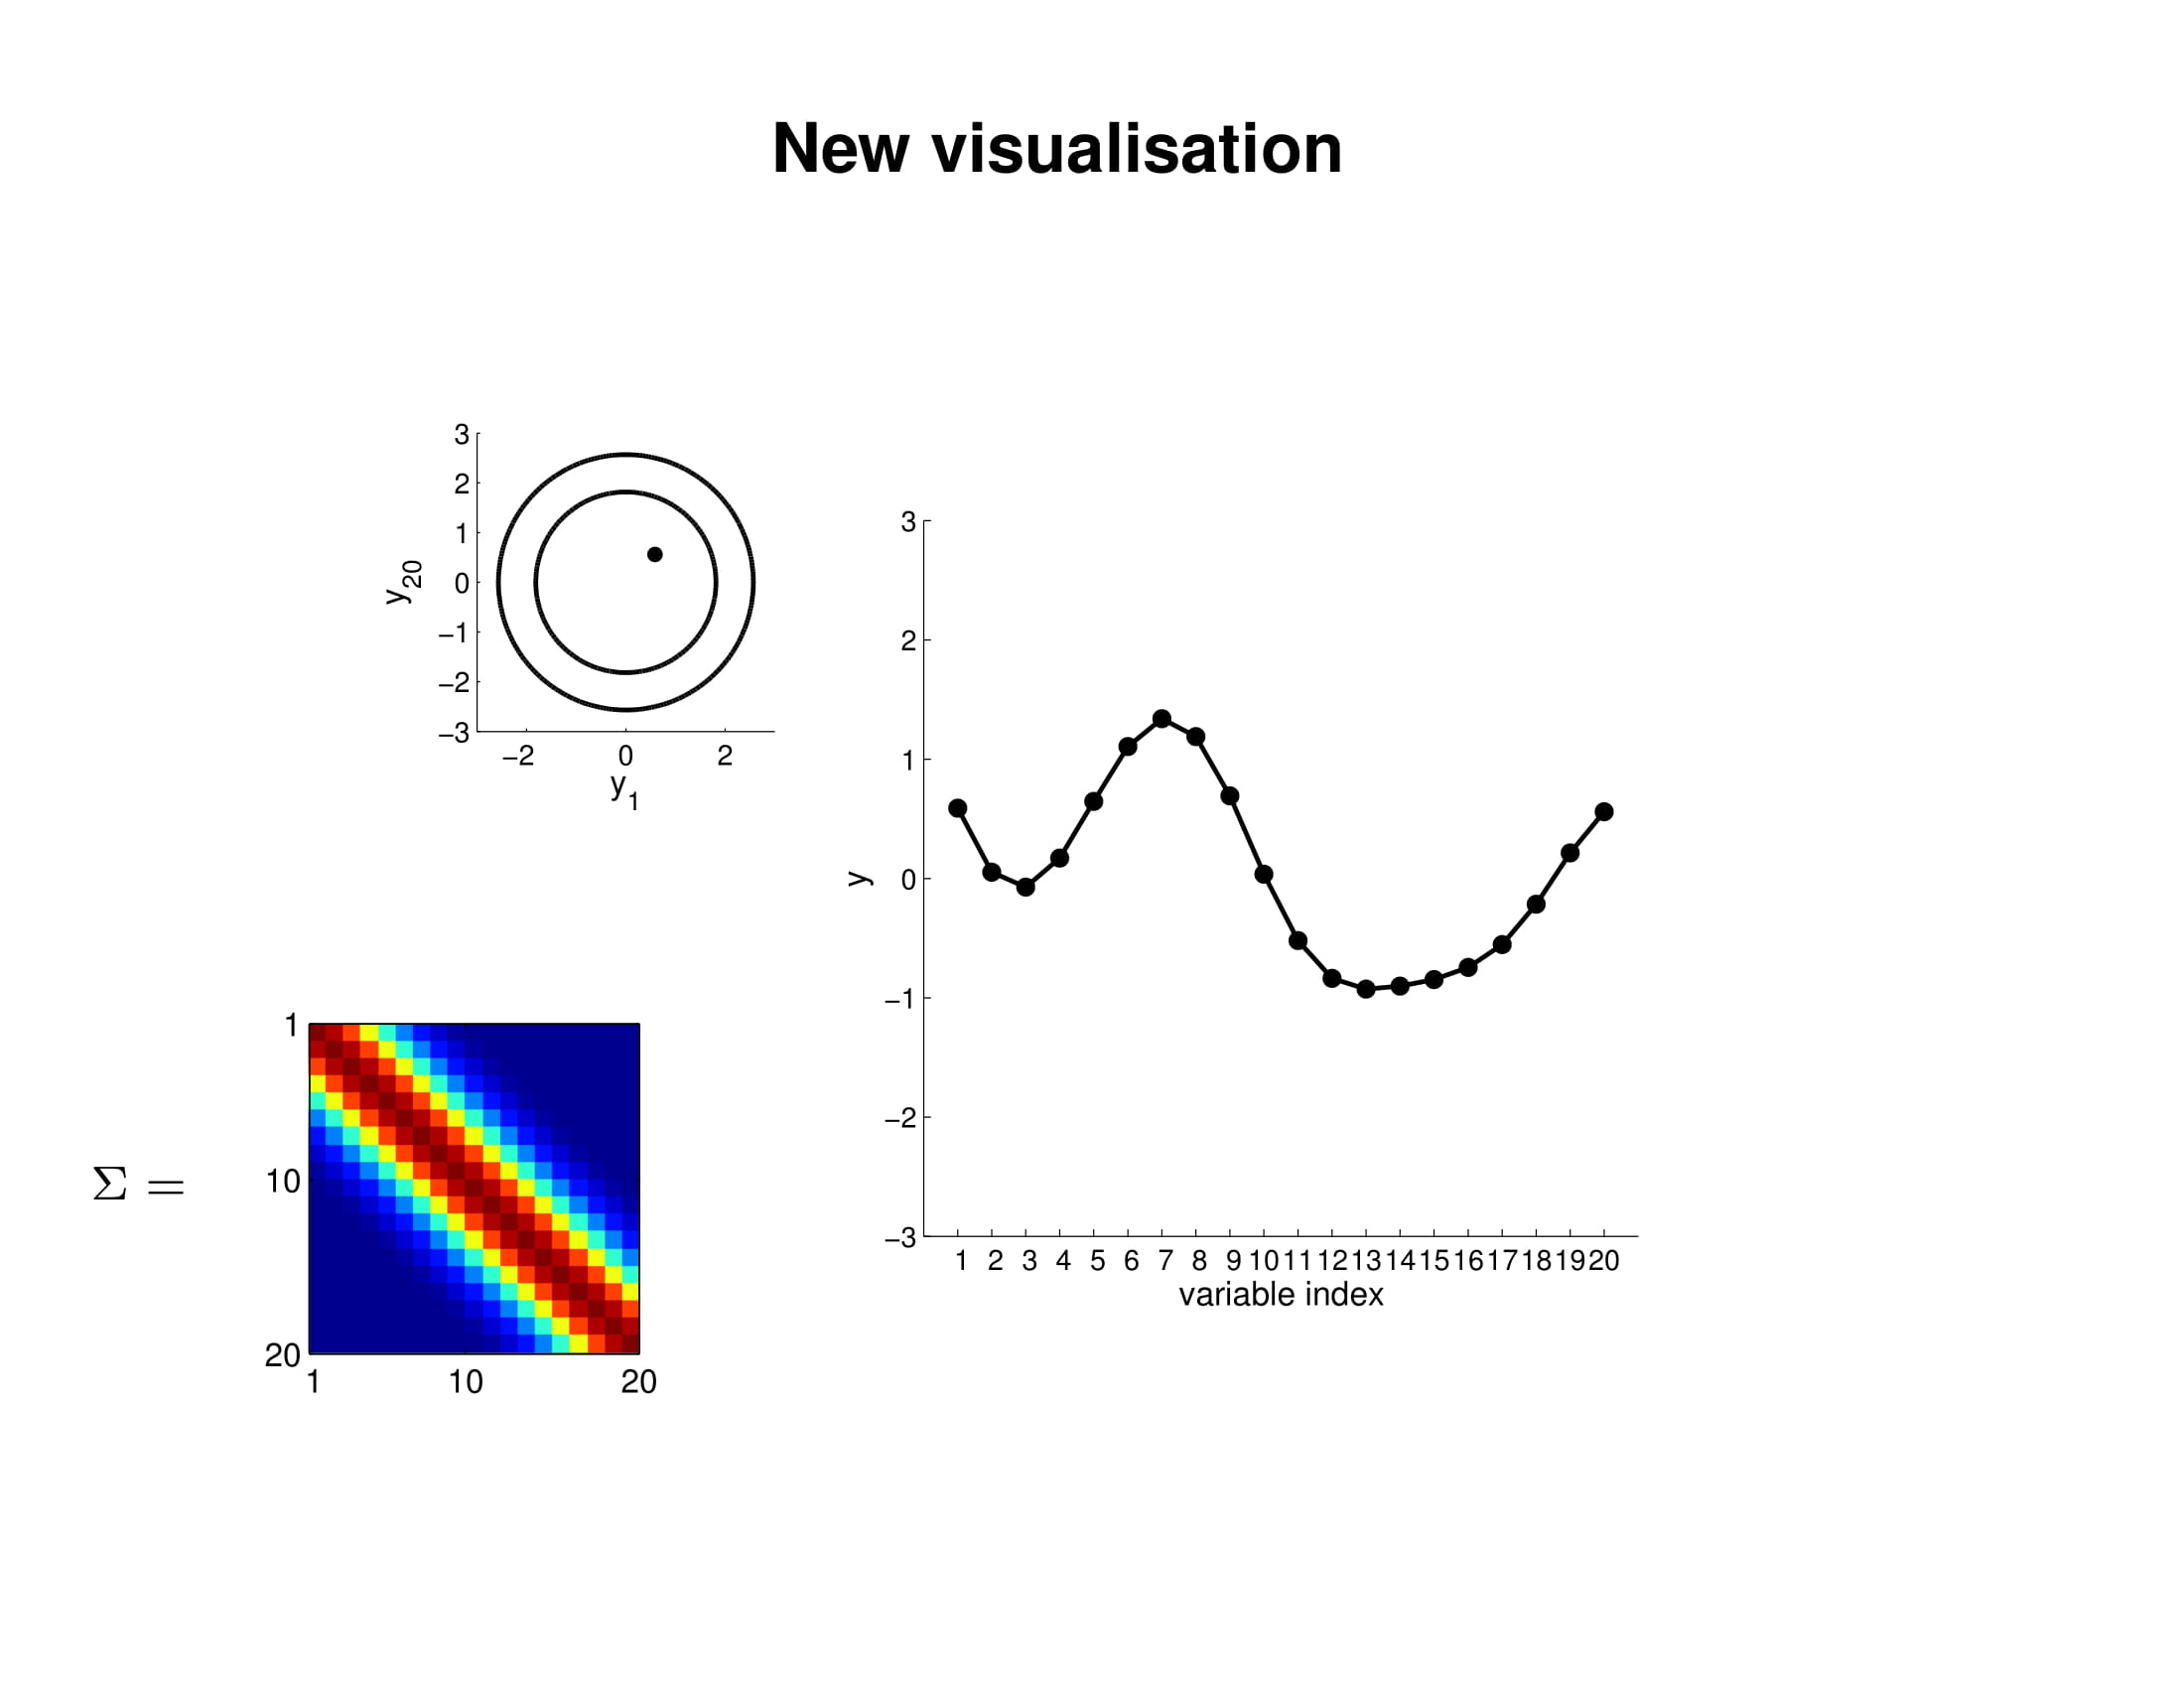 New visualisation
3
2
1
0
−1
−2
−3
y20
−2 0 2
y1
3
2
1
0
−1
−2
−3
y
1 2 3 4 5 6 7 8 9 10 11 12 13 14 15 16 17 18 19 20
variable index
Σ =
1
10
20
1 10 20